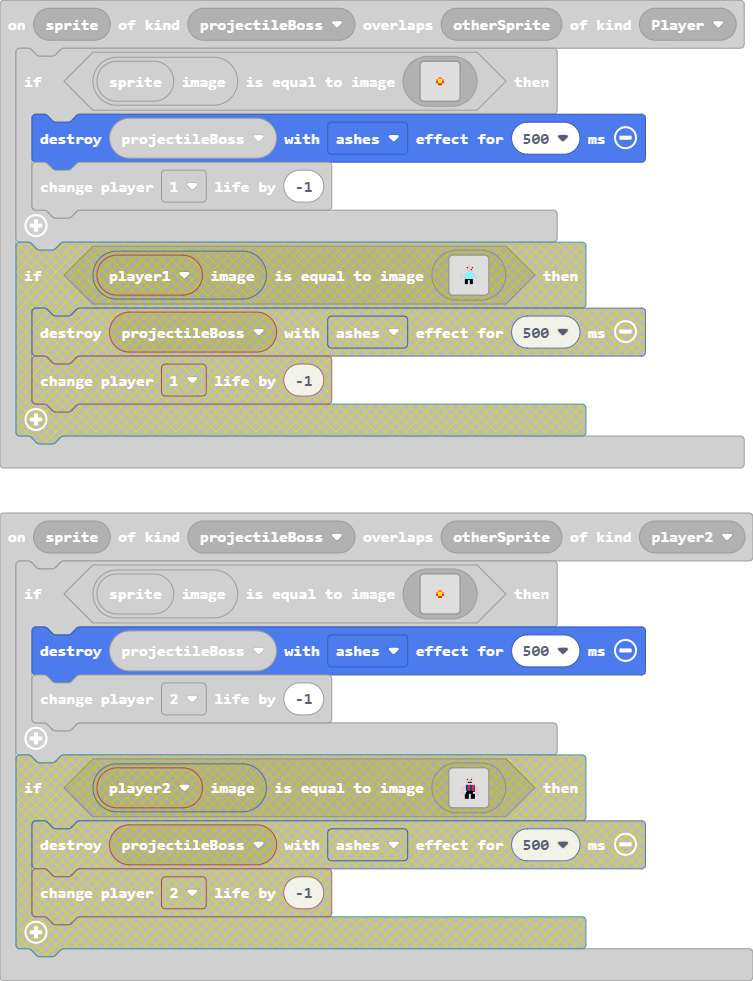 on sprite of kind projectileBoss overlaps otherSprite of kind Player
if sprite image is equal to image then
destroy projectileBoss with ashes effect for 500 ms
change player 1 life by -1
if player1 image is equal to image then
destroy projectileBoss with ashes effect for 500 ms
change player 1 life by -1
on sprite of kind projectileBoss overlaps otherSprite of kind player2
if sprite image is equal to image then
destroy projectileBoss with ashes effect for 500 ms
change player 2 life by -1
if player2 image is equal to image then
destroy projectileBoss with ashes effect for 500 ms
change player 2 life by -1